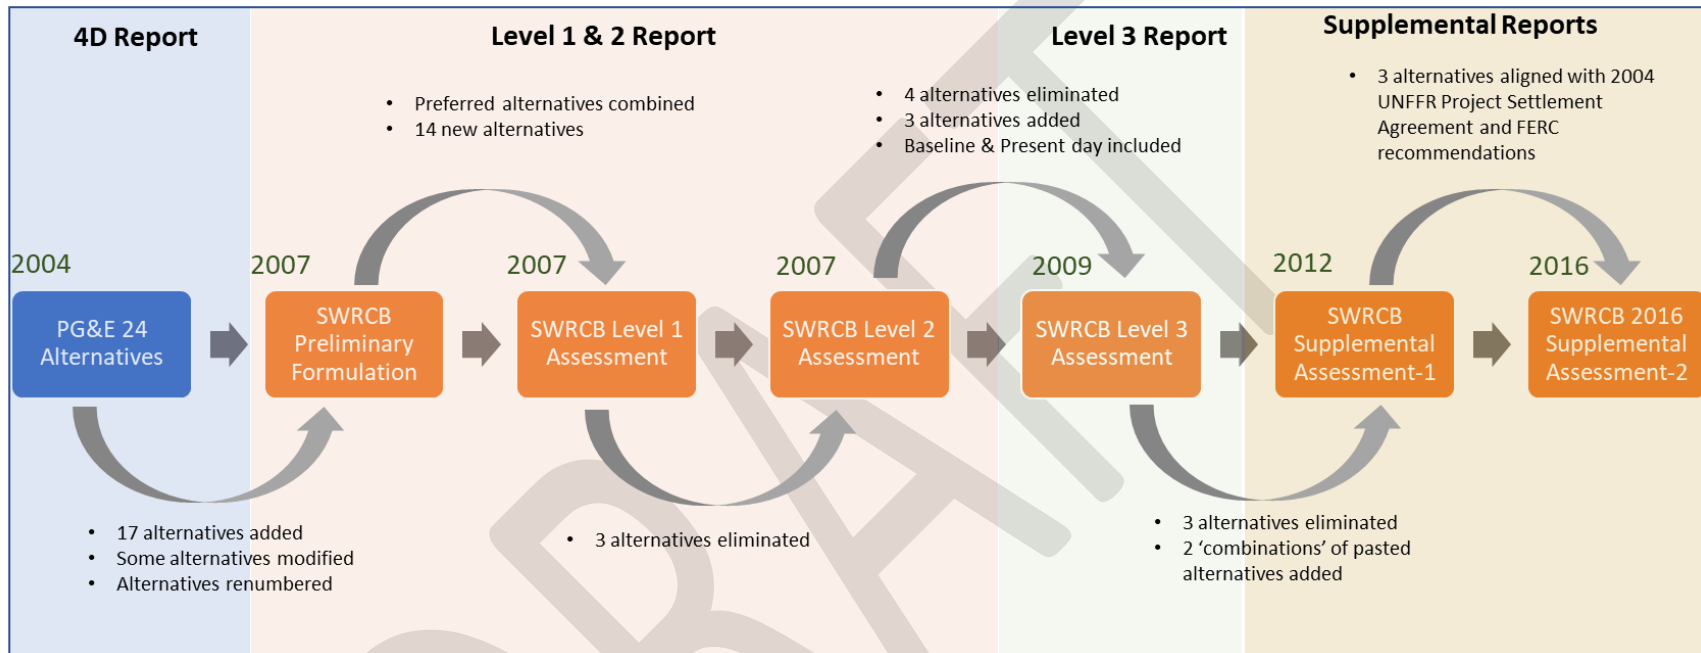 4D Report
Level 1 & 2 Report
Level 3 Report
Supplemental Reports
• Preferred alternatives combined
• 14 new alternatives
• 4 alternatives eliminated
• 3 alternatives added
• Baseline & Present day included
• 3 alternatives aligned with 2004
UNFFR Project Settlement
Agreement and FERC
recommendations
2004
2007
2007
2007
2009
2012
2016
PG&E 24
Alternatives
SWRCB
Preliminary
Formulation
SWRCB Level 1
Assessment
SWRCB Level 2
Assessment
SWRCB Level 3
Assessment
SWRCB
Supplemental
Assessment-1
SWRCB 2016
Supplemental
Assessment-2
• 17 alternatives added
• Some alternatives modified
• Alternatives renumbered
• 3 alternatives eliminated
• 3 alternatives eliminated
• 2 ‘combinations’ of pasted
alternatives added
DRAFT